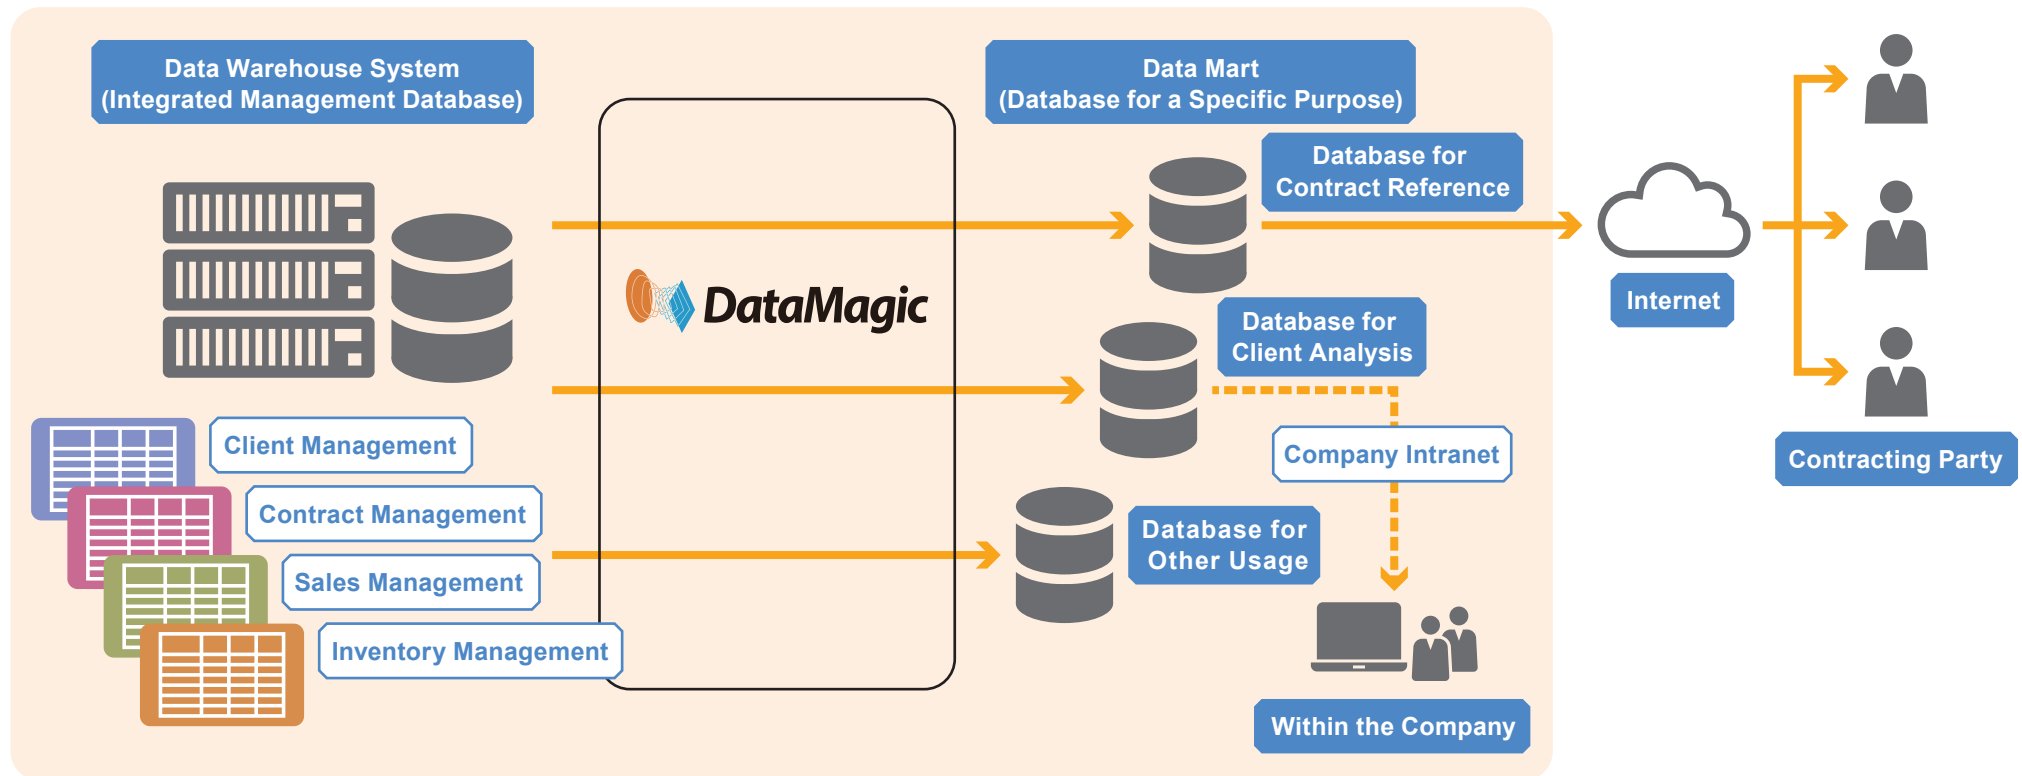 Data Warehouse System
(Integrated Management Database)
Data Mart
(Database for a Specific Purpose)
Database for
Contract Reference
DataMagic
Internet
Database for
Client Analysis
Client Management
Company Intranet
Contracting Party
Contract Management
Database for
Other Usage
Sales Management
Inventory Management
Within the Company